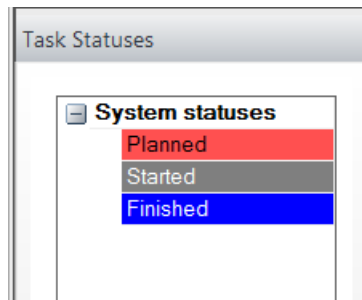 Task Statuses
System statuses
Planned
Started
Finished